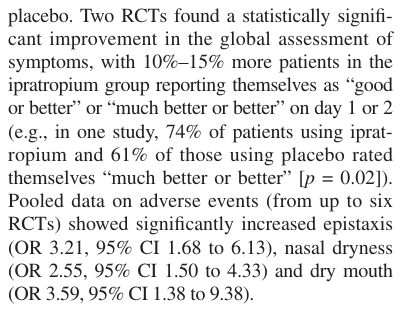 placebo. Two RCTs found a statistically signifi-
cant improvement in the global assessment of
symptoms, with 10%–15% more patients in the
ipratropium group reporting themselves as “good
or better” or “much better or better” on day 1 or 2
(e.g., in one study, 74% of patients using iprat-
ropium and 61% of those using placebo rated
themselves “much better or better” [p = 0.02]).
Pooled data on adverse events (from up to six
RCTs) showed significantly increased epistaxis
(OR 3.21, 95% CI 1.68 to 6.13), nasal dryness
(OR 2.55, 95% CI 1.50 to 4.33) and dry mouth
(OR 3.59, 95% CI 1.38 to 9.38).